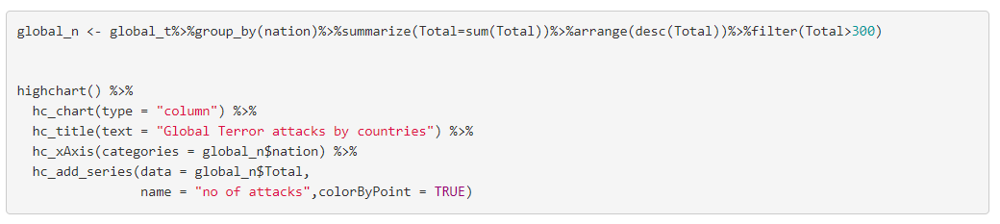 global_n <- global_t%>%group_by(nation)%>%summarize(Total=sum(Total))%>%arrange(desc(Total))%>%filter(Total>300)
highchart() %>%
hc_chart(type = "column") %>%
hc_title(text = "Global Terror attacks by countries") %>%
hc_xAxis(categories = global_n$nation) %>%
hc_add_series(data = global_n$Total,
name = "no of attacks",colorByPoint = TRUE)